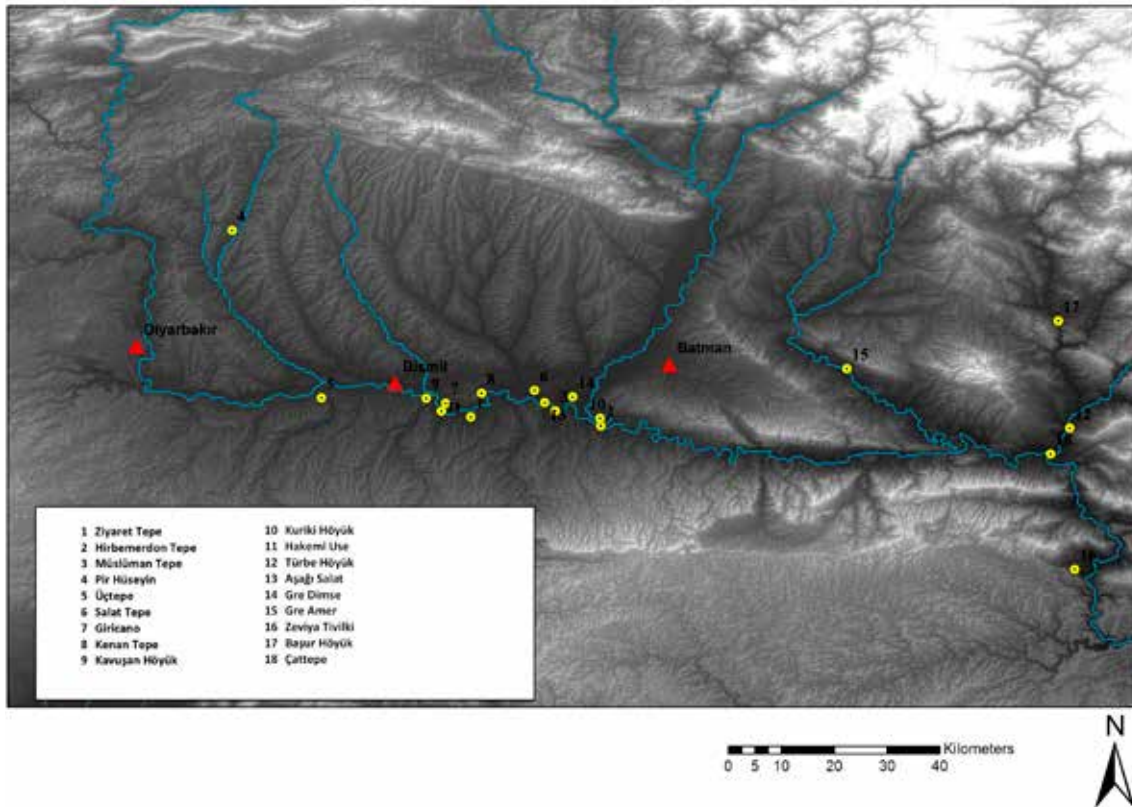 4
17
Diyarbakır
Batman
Bismil
15
5
9
7
8
6
14
10
12
1 Ziyaret Tepe
2 Hirbemerdon Tepe
3 Müslüman Tepe
4 Pir Hüseyin
5 Üçtepe
6 Salat Tepe
7 Giricano
8 Kenan Tepe
9 Kavuşan Höyük
10 Kuriki Höyük
11 Hakemi Use
12 Türbe Höyük
13 Aşağı Salat
14 Gre Dimse
15 Gre Amer
16 Zeviya Tivilki
17 Başur Höyük
18 Çattepe
N
Kilometers
0 5 10 20 30 40